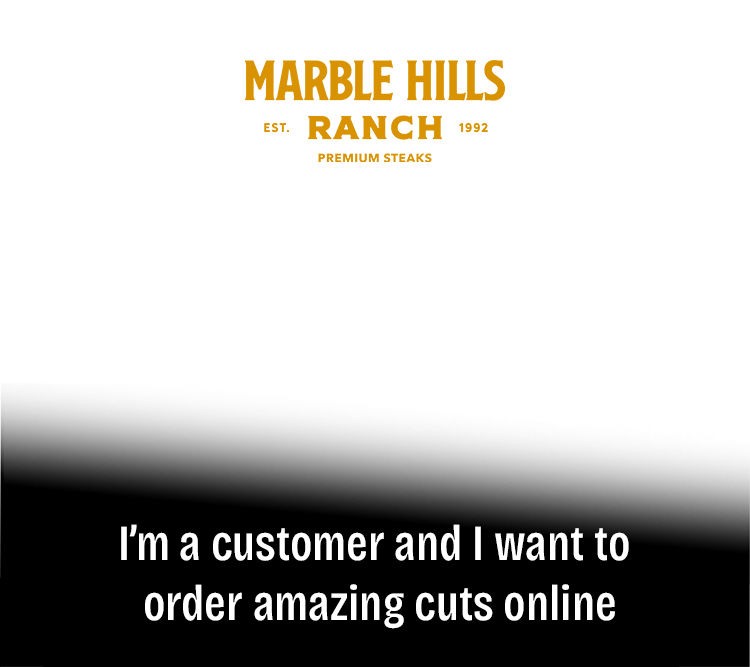 MARBLE HILLS
EST. RANCH 1992
PREMIUM STEAKS
I'm a customer and I want to
order amazing cuts online